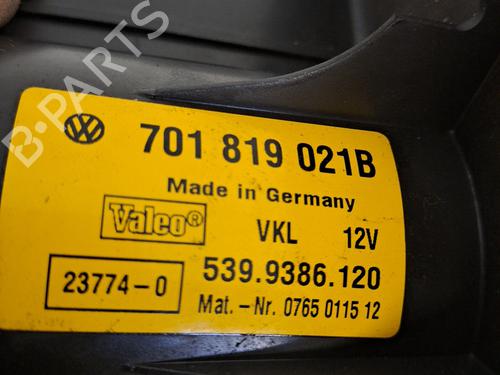 B-PARTS
701 819 021B
Made in Germany
Valeo® VKL 12V
23774-0 539.9386.120
Mat.-Nr. 0765 0115 12